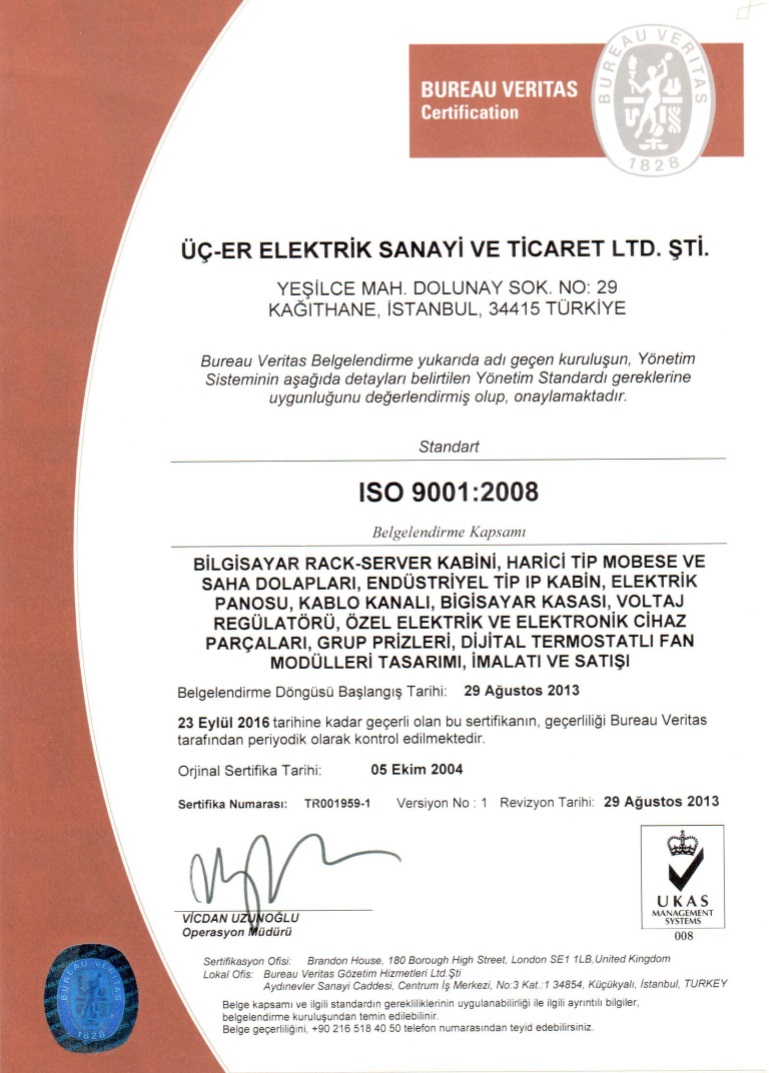 BUREAU VERITAS
Certification
BUREAU VERITAS
1828
ÜÇ-ER ELEKTRİK SANAYİ VE TİCARET LTD. ŞTİ.
YEŞİLCE MAH. DOLUNAY SOK. NO: 29
KAĞITHANE, İSTANBUL, 34415 TÜRKİYE
Bureau Veritas Belgelendirme yukarıda adı geçen kuruluşun, Yönetim
Sisteminin aşağıda detayları belirtilen Yönetim Standardı gereklerine
uygunluğunu değerlendirmiş olup, onaylamaktadır.
Standart
ISO 9001:2008
Belgelendirme Kapsamı
BİLGİSAYAR RACK-SERVER KABİNİ, HARİCİ TİP MOBESE VE
SAHA DOLAPLARI, ENDÜSTRİYEL TİP IP KABİN, ELEKTRİK
PANOSU, KABLO KANALI, BİGİSAYAR KASASI, VOLTAJ
REGÜLATÖRÜ, ÖZEL ELEKTRİK VE ELEKTRONİK CİHAZ
PARÇALARI, GRUP PRİZLERİ, DİJİTAL TERMOSTATLI FAN
MODÜLLERİ TASARIMI, İMALATI VE SATIŞI
Belgelendirme Döngüsü Başlangış Tarihi: 29 Ağustos 2013
23 Eylül 2016 tarihine kadar geçerli olan bu sertifikanın, geçerliliği Bureau Veritas
tarafından periyodik olarak kontrol edilmektedir.
Orjinal Sertifika Tarihi: 05 Ekim 2004
Sertifika Numarası: TR001959-1 Versiyon No : 1 Revizyon Tarihi: 29 Ağustos 2013
VİCDAN UZUNOĞLU
Operasyon Müdürü
UKAS
MANAGEMENT
SYSTEMS
008
Sertifikasyon Ofisi: Brandon House, 180 Borough High Street, London SE1 1LB,United Kingdom
Lokal Ofis: Bureau Veritas Gözetim Hizmetleri Ltd.Şti
Aydınevler Sanayi Caddesi, Centrum İş Merkezi, No:3 Kat.:1 34854, Küçükyalı, İstanbul, TURKEY
Belge kapsamı ve ilgili standardın gerekliliklerinin uygulanabilirliği ile ilgili ayrıntılı bilgiler,
belgelendirme kuruluşundan temin edilebilinir.
Belge geçerliliğini, +90 216 518 40 50 telefon numarasından teyid edebilirsiniz.
BUREAU VERITAS
1828